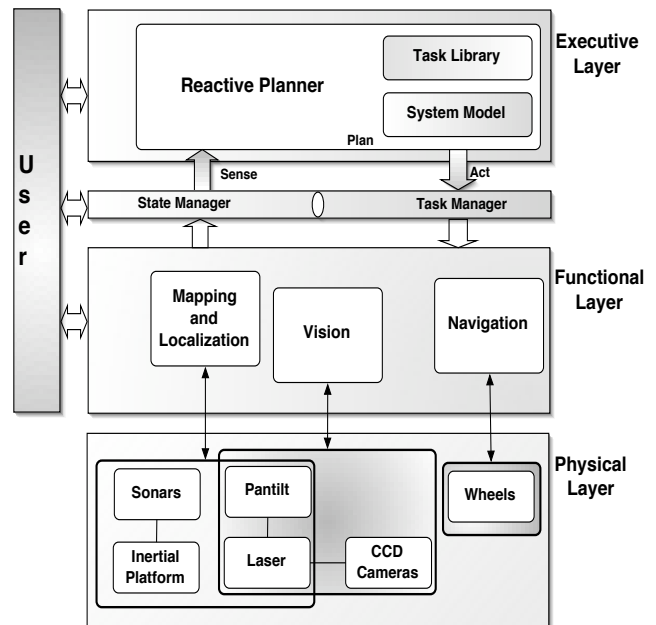 Executive
Layer
Task Library
Reactive Planner
System Model
Plan
Sense
Act
User
State Manager
Task Manager
Functional
Layer
Mapping
and
Localization
Vision
Navigation
Physical
Layer
Sonars
Pantilt
Wheels
Inertial
Platform
Laser
CCD
Cameras